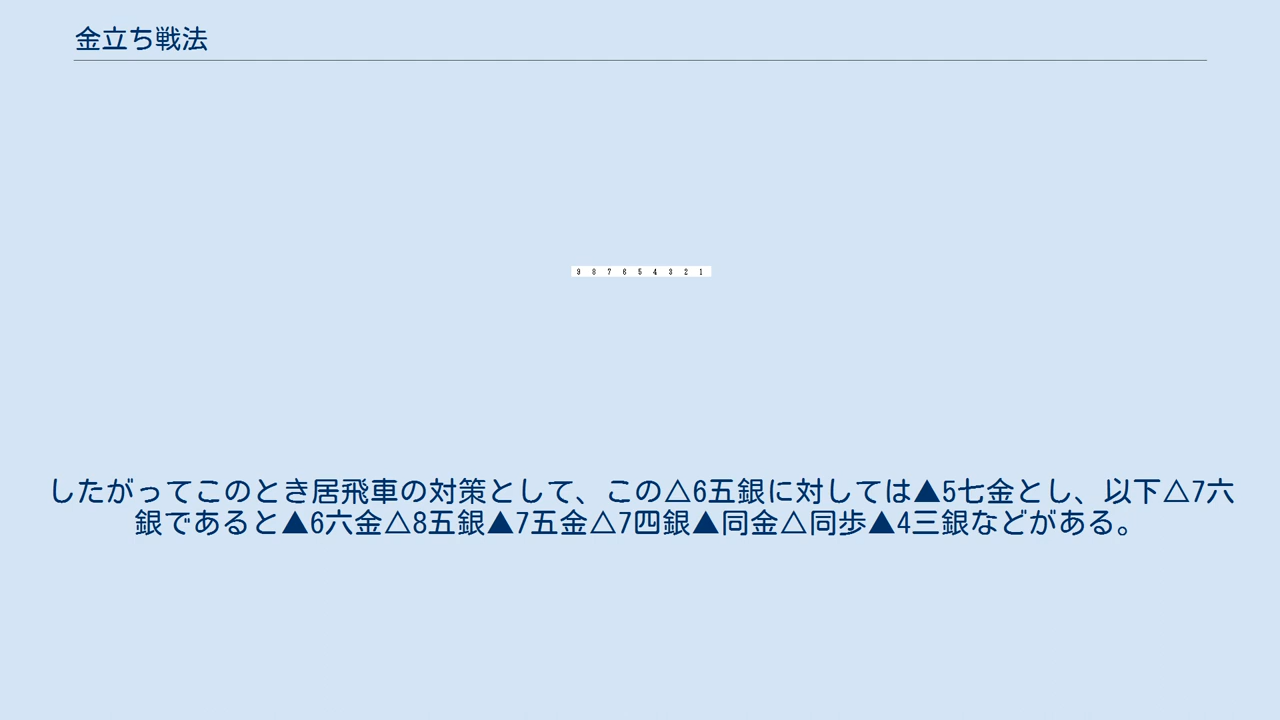 金立ち戦法
9 8 7 6 5 4 3 2 1
したがってこのとき居飛車の対策として、この△6五銀に対しては▲5七金とし、以下△7六
銀であると▲6六金△8五銀▲7五金△7四銀▲同金△同歩▲4三銀などがある。